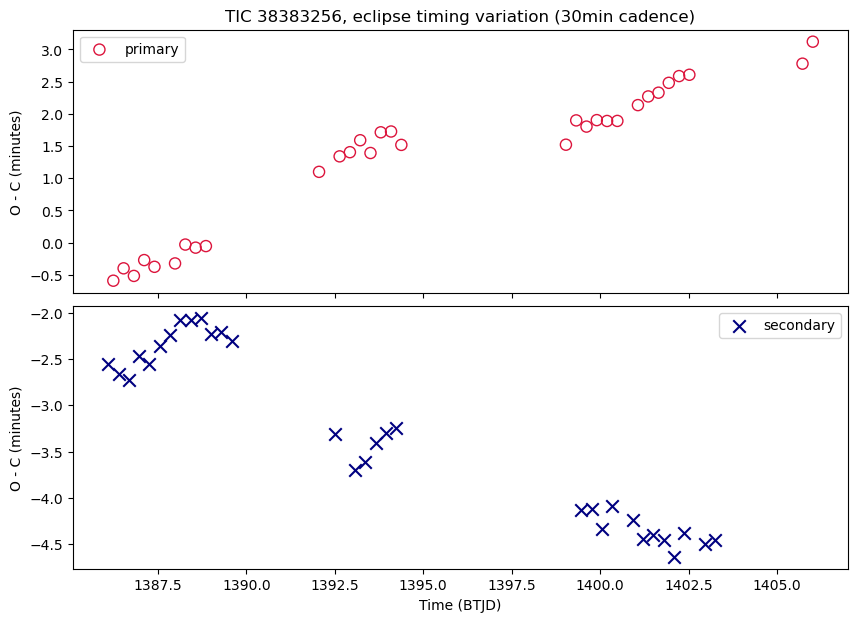 TIC 38383256, eclipse timing variation (30min cadence)
3.0
2.5
2.0
1.5
1.0
0.5
0.0
−0.5
O - C (minutes)
primary
−2.0
−2.5
−3.0
−3.5
−4.0
−4.5
O - C (minutes)
secondary
1387.5 1390.0 1392.5 1395.0 1397.5 1400.0 1402.5 1405.0
Time (BTJD)